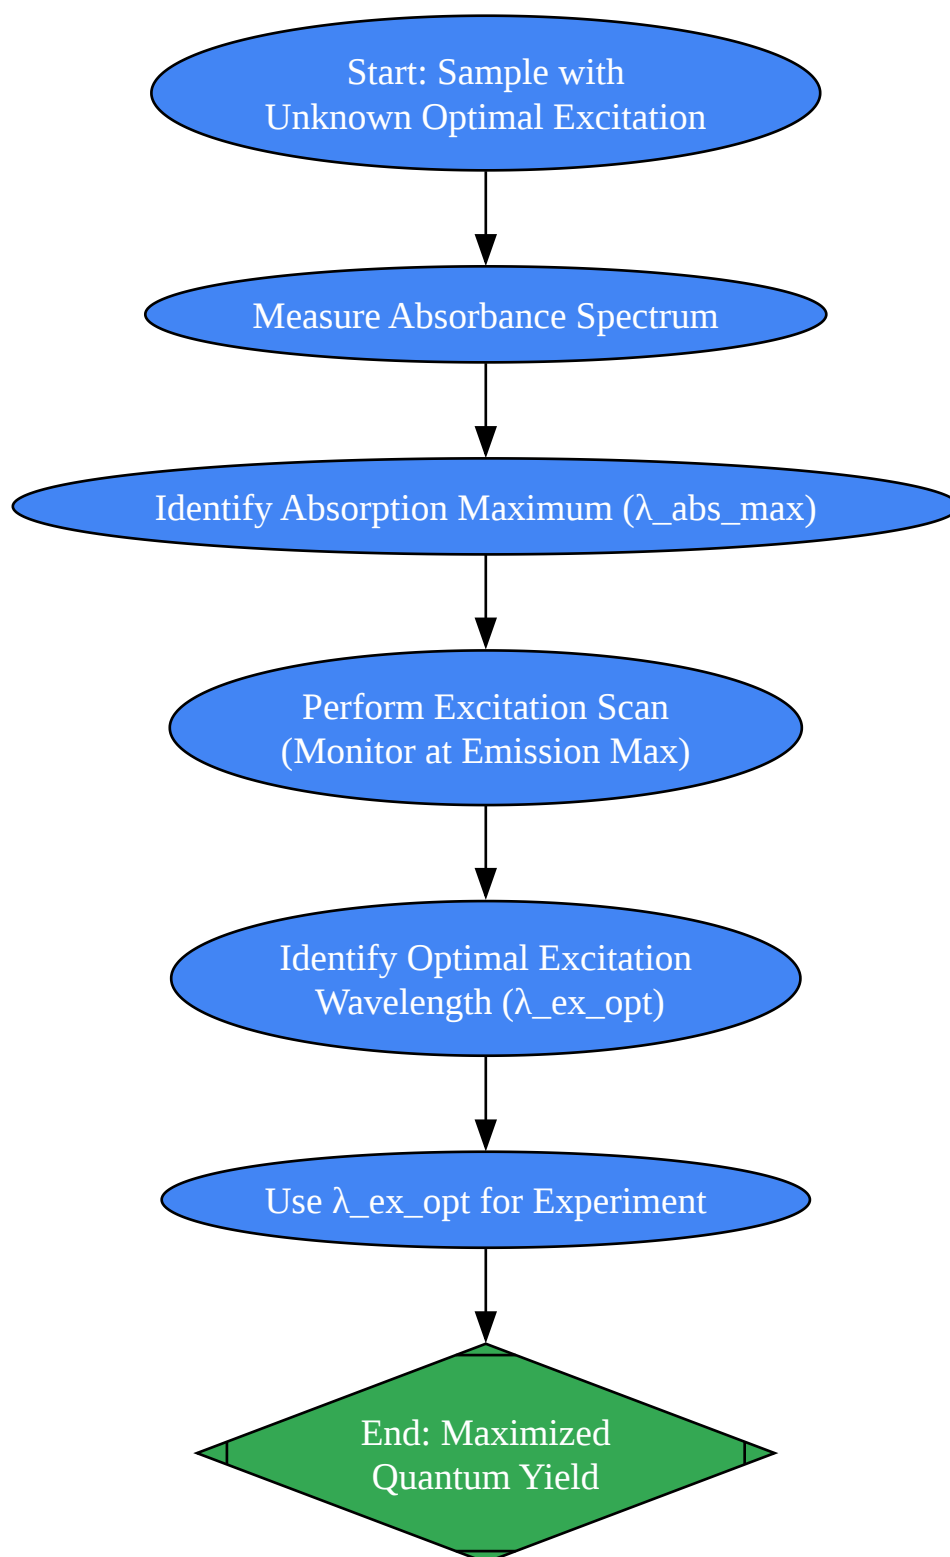 Start: Sample with
Unknown Optimal Excitation
Measure Absorbance Spectrum
Identify Absorption Maximum (λ_abs_max)
Perform Excitation Scan
(Monitor at Emission Max)
Identify Optimal Excitation
Wavelength (λ_ex_opt)
Use λ_ex_opt for Experiment
End: Maximized
Quantum Yield